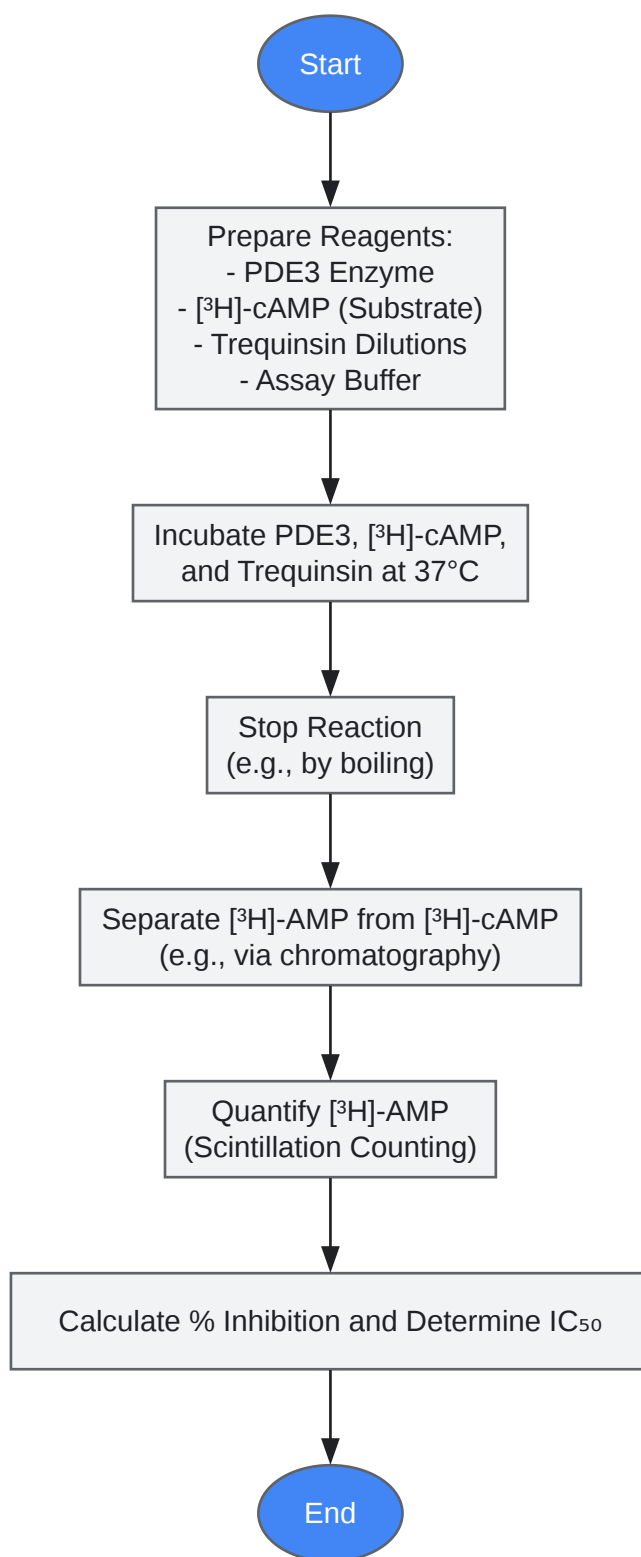 Start
Prepare Reagents:
- PDE3 Enzyme
- [³H]-cAMP (Substrate)
- Trequinsin Dilutions
- Assay Buffer
Incubate PDE3, [³H]-cAMP,
and Trequinsin at 37°C
Stop Reaction
(e.g., by boiling)
Separate [³H]-AMP from [³H]-cAMP
(e.g., via chromatography)
Quantify [³H]-AMP
(Scintillation Counting)
Calculate % Inhibition and Determine IC₅₀
End